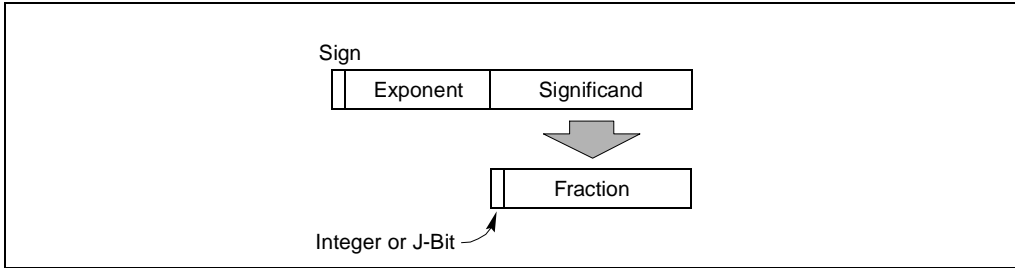 Sign
Exponent Significand
Fraction
Integer or J-Bit